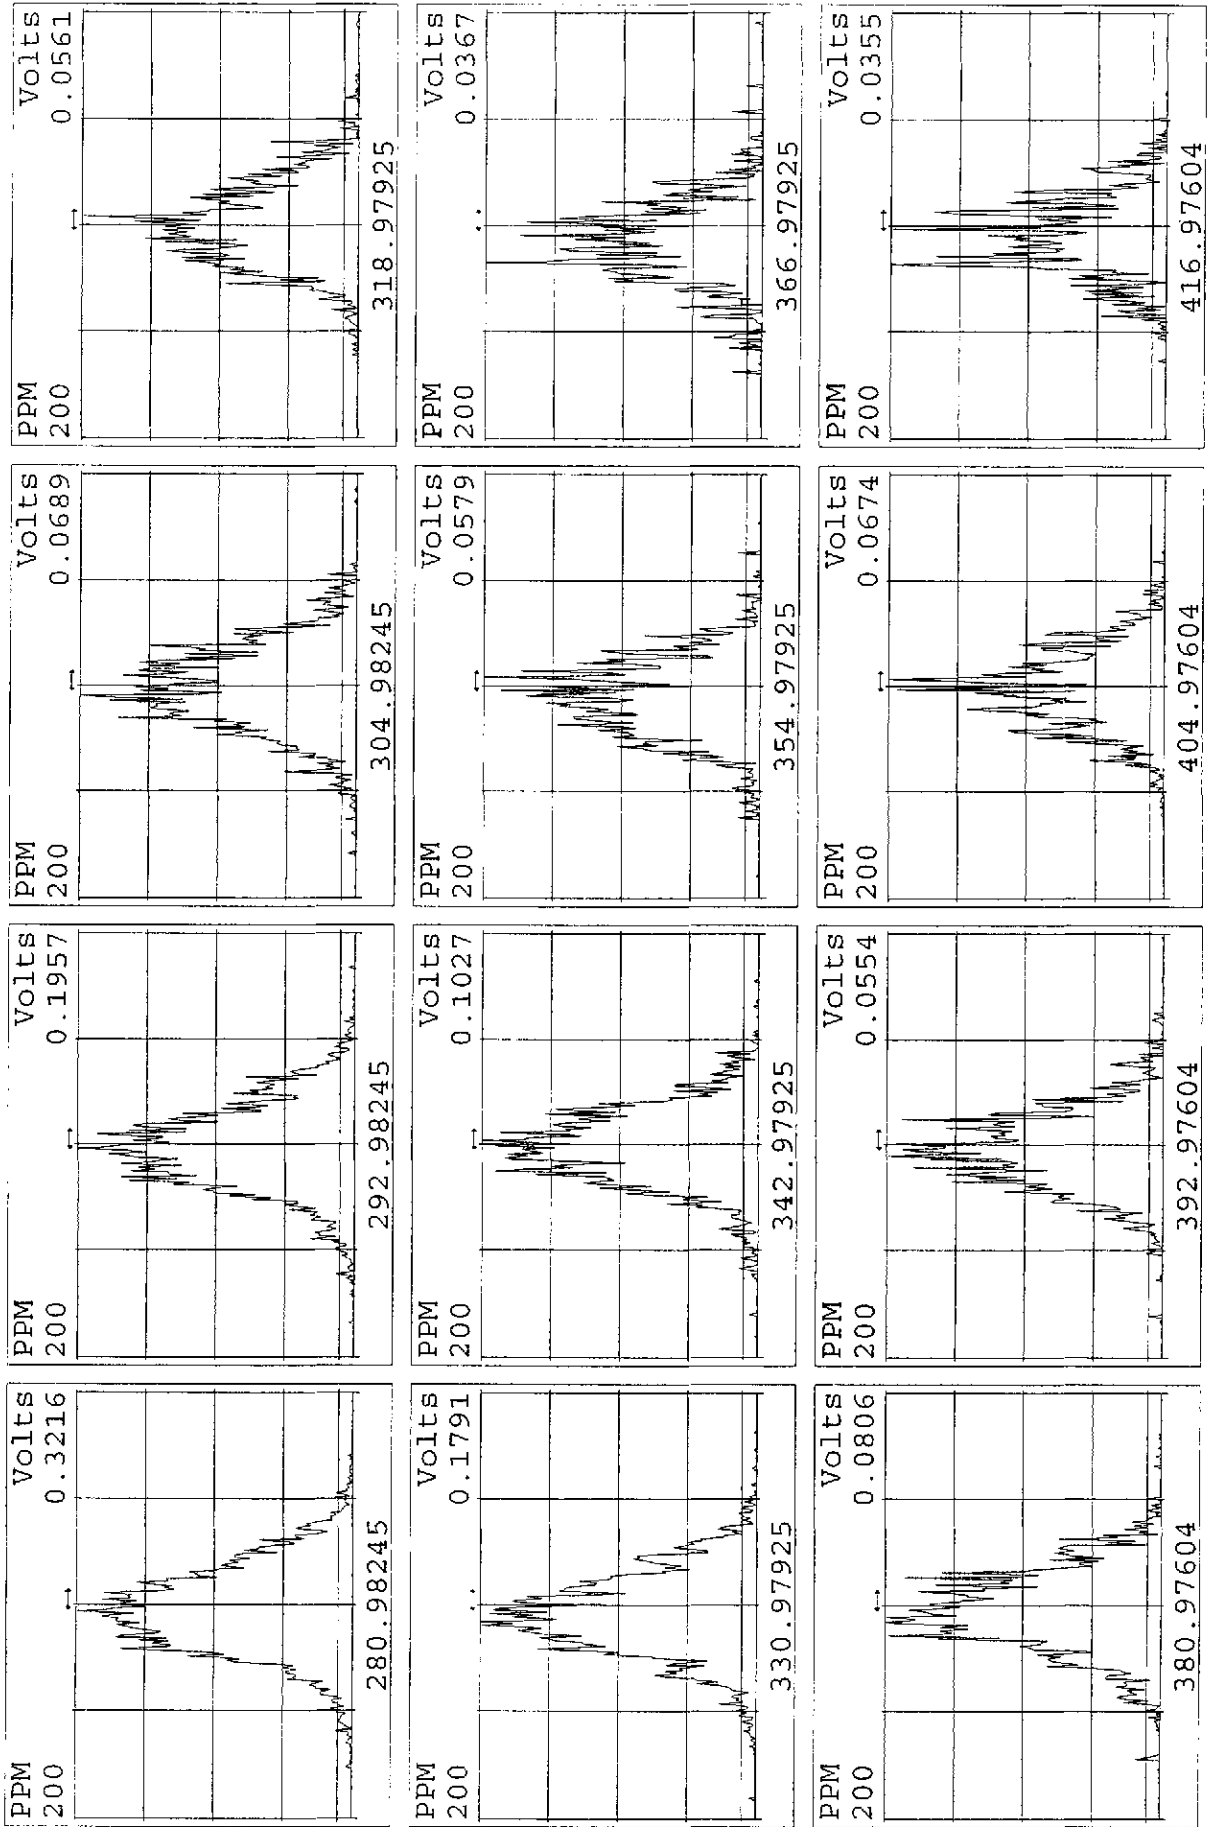 PPM Volts
200 0.3216
280.98245
PPM Volts
200 0.1957
292.98245
PPM Volts
200 0.0689
304.98245
PPM Volts
200 0.0561
318.97925
PPM Volts
200 0.1791
330.97925
PPM Volts
200 0.1027
342.97925
PPM Volts
200 0.0579
354.97925
PPM Volts
200 0.0367
366.97925
PPM Volts
200 0.0806
380.97604
PPM Volts
200 0.0554
392.97604
PPM Volts
200 0.0674
404.97604
PPM Volts
200 0.0355
416.97604